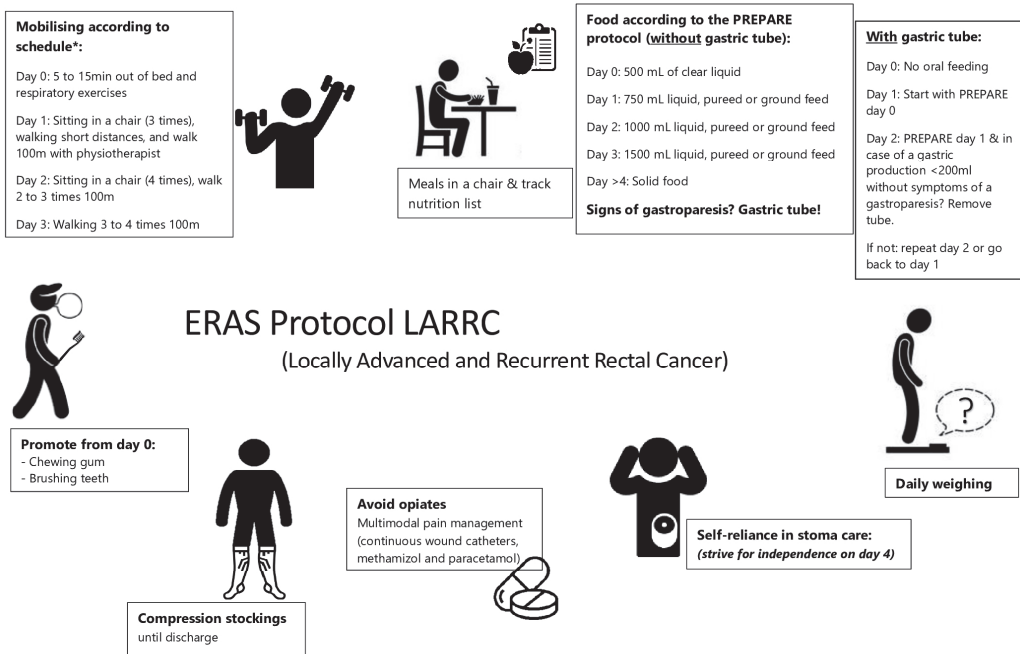 Mobilising according to
schedule*:
Day 0: 5 to 15min out of bed and
respiratory exercises
Day 1: Sitting in a chair (3 times),
walking short distances, and walk
100m with physiotherapist
Day 2: Sitting in a chair (4 times), walk
2 to 3 times 100m
Day 3: Walking 3 to 4 times 100m
Meals in a chair & track
nutrition list
Food according to the PREPARE
protocol (without gastric tube):
Day 0: 500 mL of clear liquid
Day 1: 750 mL liquid, pureed or ground feed
Day 2: 1000 mL liquid, pureed or ground feed
Day 3: 1500 mL liquid, pureed or ground feed
Day >4: Solid food
Signs of gastroparesis? Gastric tube!
With gastric tube:
Day 0: No oral feeding
Day 1: Start with PREPARE
day 0
Day 2: PREPARE day 1 & in
case of a gastric
production <200ml
without symptoms of a
gastroparesis? Remove
tube.
If not: repeat day 2 or go
back to day 1
ERAS Protocol LARRC
(Locally Advanced and Recurrent Rectal Cancer)
?
Promote from day 0:
- Chewing gum
- Brushing teeth
Compression stockings
until discharge
Avoid opiates
Multimodal pain management
(continuous wound catheters,
methamizol and paracetamol)
Self-reliance in stoma care:
(strive for independence on day 4)
Daily weighing